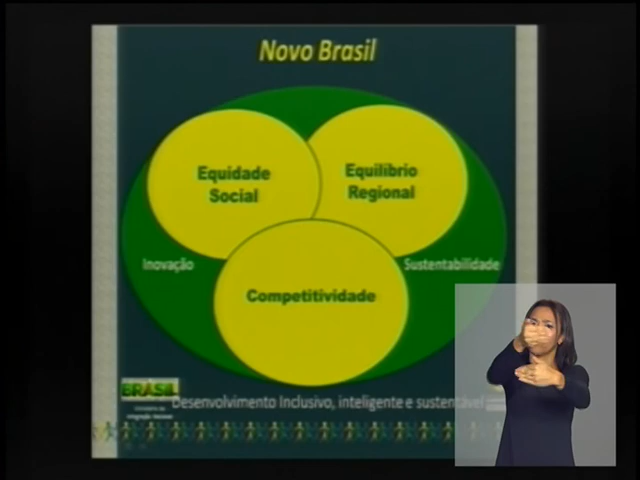 Novo Brasil
Equidade
Social
Equilíbrio
Regional
Inovação
Sustentabilidade
Competitividade
BRASIL
Desenvolvimento Inclusivo, inteligente e sustentável